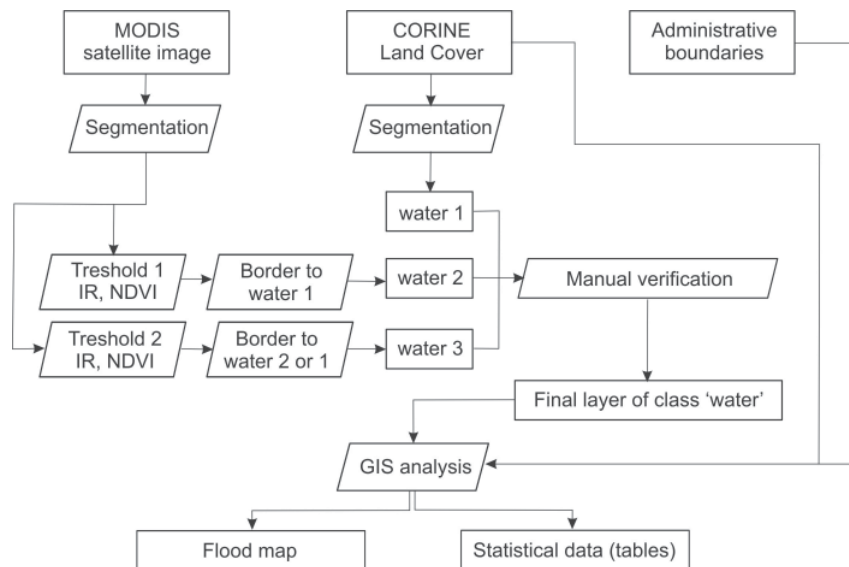 MODIS
satellite image
CORINE
Land Cover
Administrative
boundaries
Segmentation
Segmentation
water 1
Treshold 1
IR, NDVI
Border to
water 1
water 2
Manual verification
Treshold 2
IR, NDVI
Border to
water 2 or 1
water 3
Final layer of class ‘water’
GIS analysis
Flood map
Statistical data (tables)